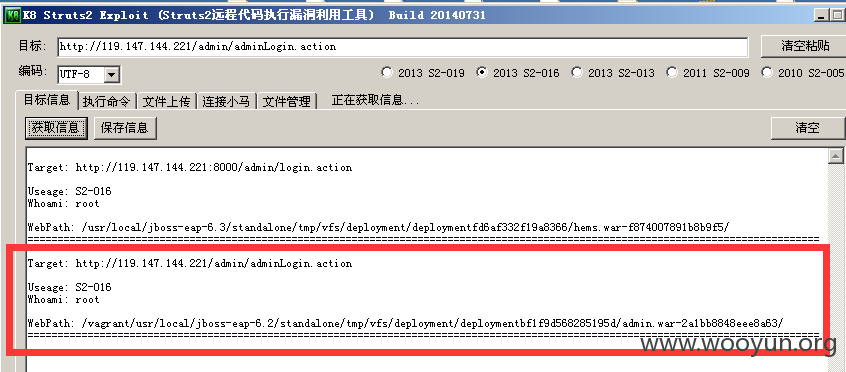 K8 K8 Struts2 Exploit (Struts2远程代码执行漏洞利用工具) Build 20140731
目标: http://119.147.144.221/admin/adminLogin.action 清空粘贴
编码: UTF-8 2013 S2-019 2013 S2-016 2013 S2-013 2011 S2-009 2010 S2-005
目标信息 执行命令 文件上传 连接小马 文件管理 正在获取信息...
获取信息 保存信息 清空
Target: http://119.147.144.221:8000/admin/login.action
Useage: S2-016
Whoami: root
WebPath: /usr/local/jboss-eap-6.3/standalone/tmp/vfs/deployment/deploymentfd6af332f19a8366/hems.war-f874007891b8b9f5/
Target: http://119.147.144.221/admin/adminLogin.action
Useage: S2-016
Whoami: root
WebPath: /vagrant/usr/local/jboss-eap-6.2/standalone/tmp/vfs/deployment/deploymentbf1f9d568285195d/admin.war-2a1bb8848eee8a63/
www.wooyun.org